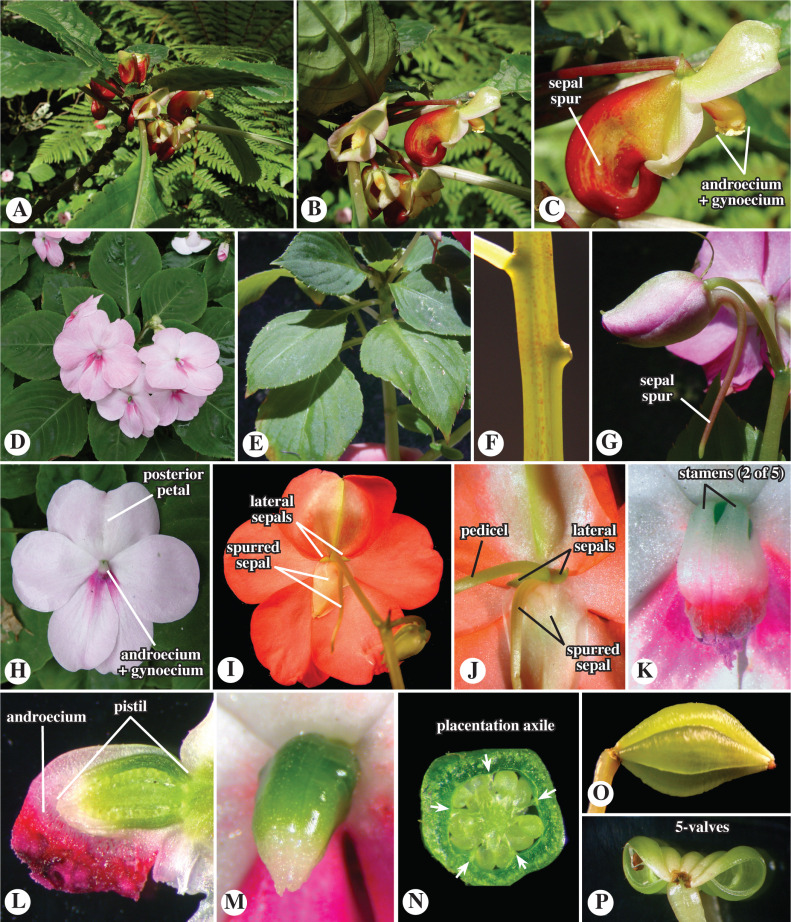 sepal
spur
androecium
+ gynoecium
A
B
C
sepal
spur
D
E
F
G
posterior
petal
androecium
+ gynoecium
lateral
sepals
spurred
sepal
pedicel
lateral
sepals
spurred
sepal
stamens (2 of 5)
H
I
J
K
androecium
pistil
placentation axile
5-valves
L
M
N
O
P